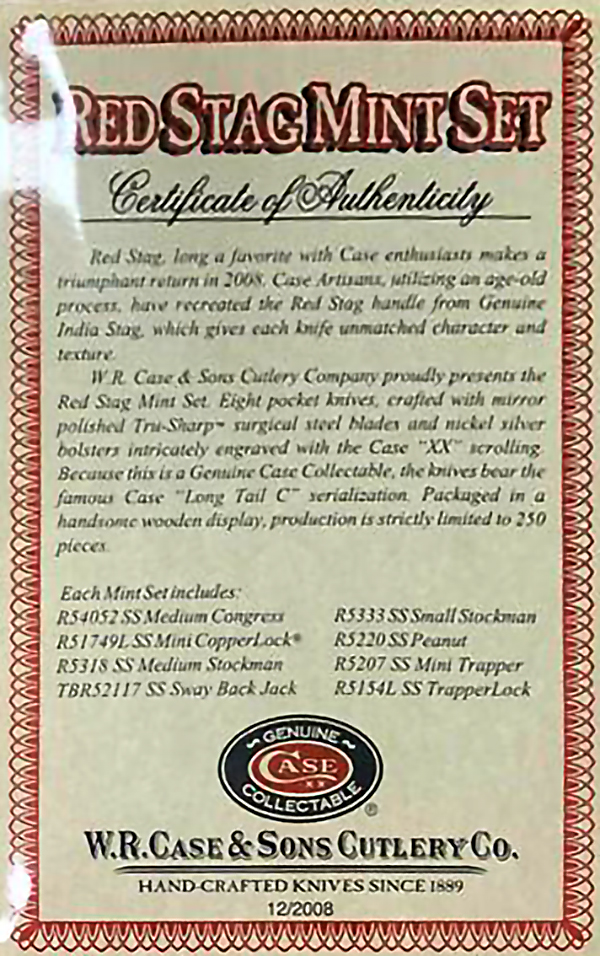 RED STAG MINT SET
Certificate of Authenticity
Red Stag, long a favorite with Case enthusiasts makes a
triumphant return in 2008. Case Artisans, utilizing an age-old
process, have recreated the Red Stag handle from Genuine
India Stag, which gives each knife unmatched character and
texture.
W.R. Case & Sons Cutlery Company proudly presents the
Red Stag Mint Set. Eight pocket knives, crafted with mirror
polished Tru-Sharp™ surgical steel blades and nickel silver
bolsters intricately engraved with the Case "XX" scrolling.
Because this is a Genuine Case Collectable, the knives bear the
famous Case "Long Tail C" serialization. Packaged in a
handsome wooden display, production is strictly limited to 250
pieces.
Each Mint Set includes:
R54052 SS Medium Congress
R51749L SS Mini CopperLock®
R5318 SS Medium Stockman
TBR52117 SS Sway Back Jack
R5333 SS Small Stockman
R5220 SS Peanut
R5207 SS Mini Trapper
R5154L SS TrapperLock
~ GENUINE ~
CASE
XX
COLLECTABLE
®
W.R. CASE & SONS CUTLERY CO.
HAND-CRAFTED KNIVES SINCE 1889
12/2008